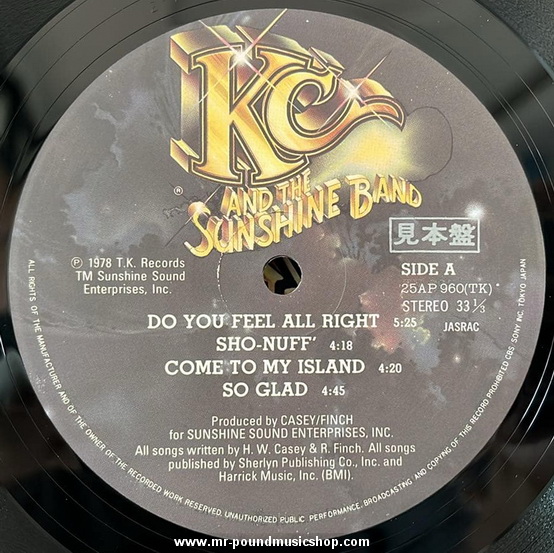 KC
®
AND THE
SUNSHINE BAND
見本盤
℗ 1978 T.K. Records
TM Sunshine Sound
Enterprises, Inc.
SIDE A
25AP 960(TK)
STEREO 33 1/3
JASRAC
DO YOU FEEL ALL RIGHT 5:25
SHO-NUFF' 4:18
COME TO MY ISLAND 4:20
SO GLAD 4:45
Produced by CASEY/FINCH
for SUNSHINE SOUND ENTERPRISES, INC.
All songs written by H. W. Casey & R. Finch. All songs
published by Sherlyn Publishing Co., Inc. and
Harrick Music, Inc. (BMI).
ALL RIGHTS OF THE MANUFACTURER AND OF THE OWNER OF THE RECORDED WORK RESERVED. UNAUTHORIZED PUBLIC PERFORMANCE, BROADCASTING AND COPYING OF THIS RECORD PROHIBITED CBS SONY INC. TOKYO JAPAN
www.mr-poundmusicshop.com